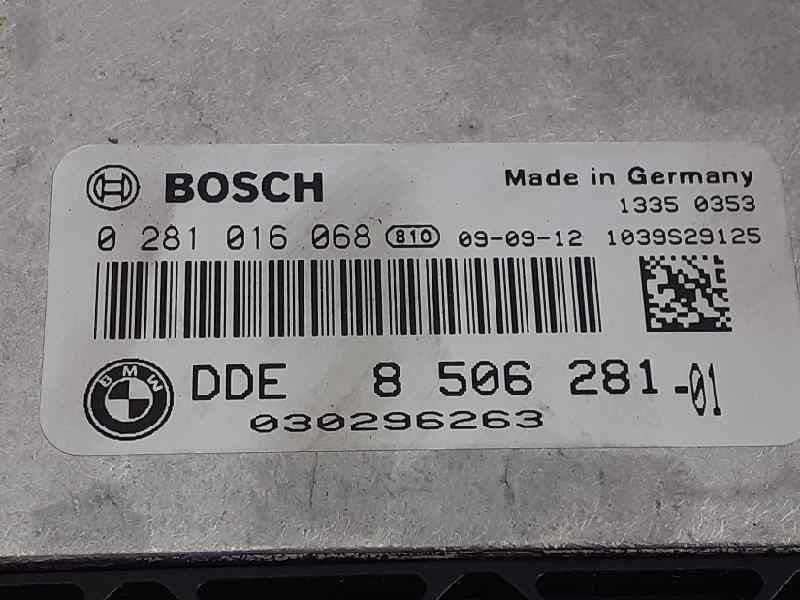 BOSCH
Made in Germany
1335 0353
0 281 016 068 810 09-09-12 1039S29125
BMW
DDE 8 506 281-01
030296263